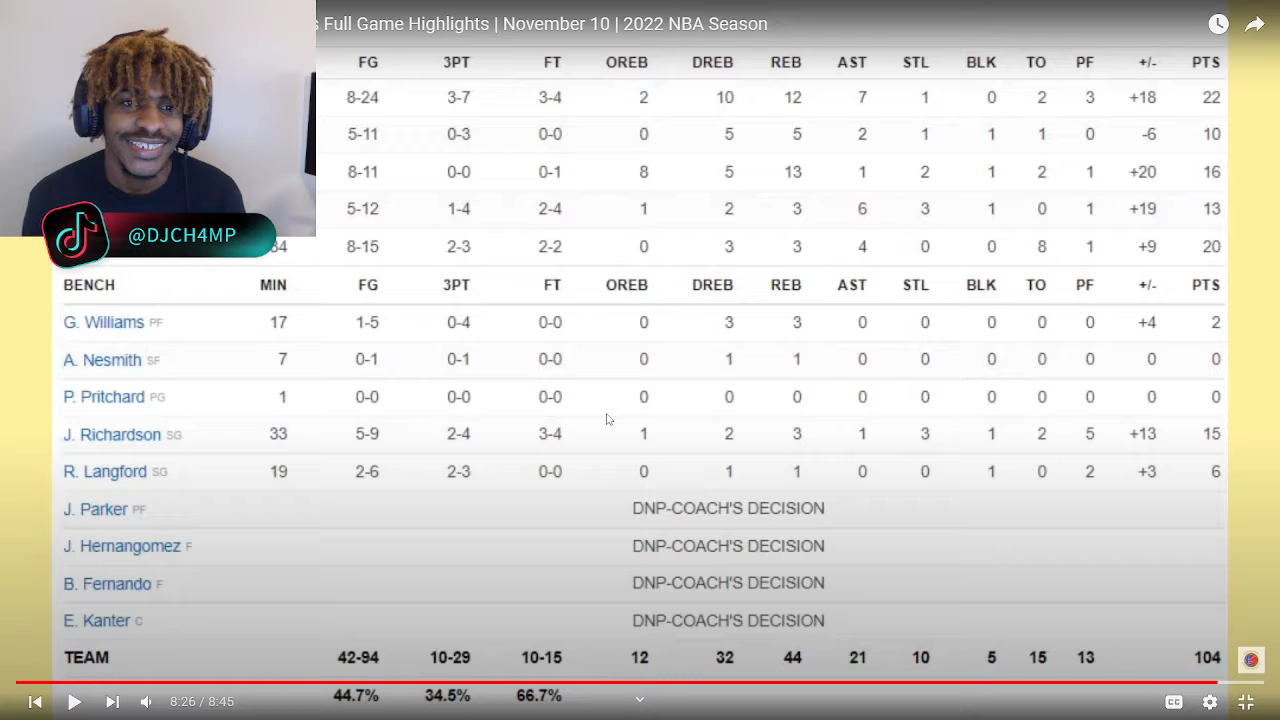 s Full Game Highlights | November 10 | 2022 NBA Season
FG 3PT FT OREB DREB REB AST STL BLK TO PF +/- PTS
8-24 3-7 3-4 2 10 12 7 1 0 2 3 +18 22
5-11 0-3 0-0 0 5 5 2 1 1 1 0 -6 10
8-11 0-0 0-1 8 5 13 1 2 1 2 1 +20 16
5-12 1-4 2-4 1 2 3 6 3 1 0 1 +19 13
@DJCH4MP
34 8-15 2-3 2-2 0 3 3 4 0 0 8 1 +9 20
BENCH MIN FG 3PT FT OREB DREB REB AST STL BLK TO PF +/- PTS
G. Williams PF 17 1-5 0-4 0-0 0 3 3 0 0 0 0 0 +4 2
A. Nesmith SF 7 0-1 0-1 0-0 0 1 1 0 0 0 0 0 0 0
P. Pritchard PG 1 0-0 0-0 0-0 0 0 0 0 0 0 0 0 0 0
J. Richardson SG 33 5-9 2-4 3-4 1 2 3 1 3 1 2 5 +13 15
R. Langford SG 19 2-6 2-3 0-0 0 1 1 0 0 1 0 2 +3 6
J. Parker PF DNP-COACH'S DECISION
J. Hernangomez F DNP-COACH'S DECISION
B. Fernando F DNP-COACH'S DECISION
E. Kanter C DNP-COACH'S DECISION
TEAM 42-94 10-29 10-15 12 32 44 21 10 5 15 13 104
44.7% 34.5% 66.7%
8:26 / 8:45
CC